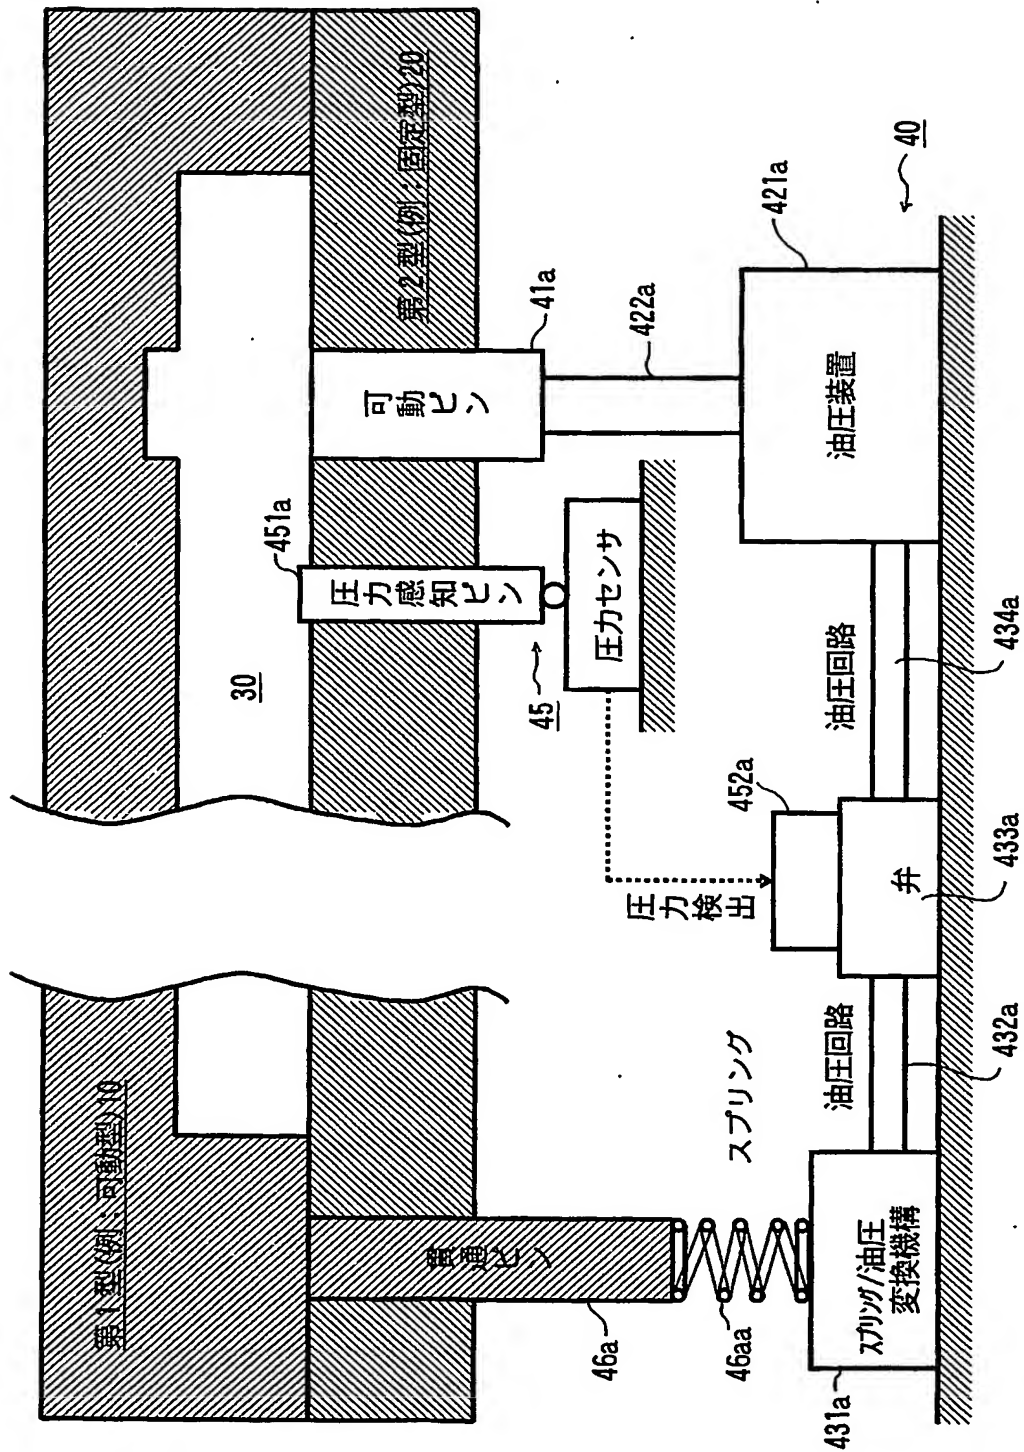 第1型(例:可動型)10
第2型(例:固定型)20
30
451a
圧力感知ピン
可動ピン
41a
45
圧力センサ
422a
貫通ピン
46a
46aa
スプリング
圧力検出
452a
421a
40
油圧装置
油圧回路
434a
弁
433a
油圧回路
432a
スプリング/油圧
変換機構
431a